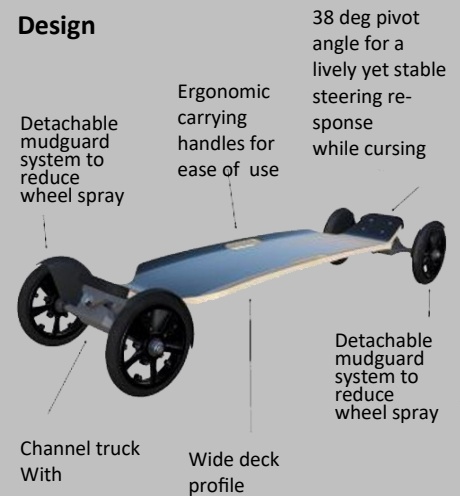 Design
38 deg pivot
angle for a
lively yet stable
steering re-
sponse
while cursing
Ergonomic
carrying
handles for
ease of use
Detachable
mudguard
system to
reduce
wheel spray
Detachable
mudguard
system to
reduce
wheel spray
Channel truck
With
Wide deck
profile